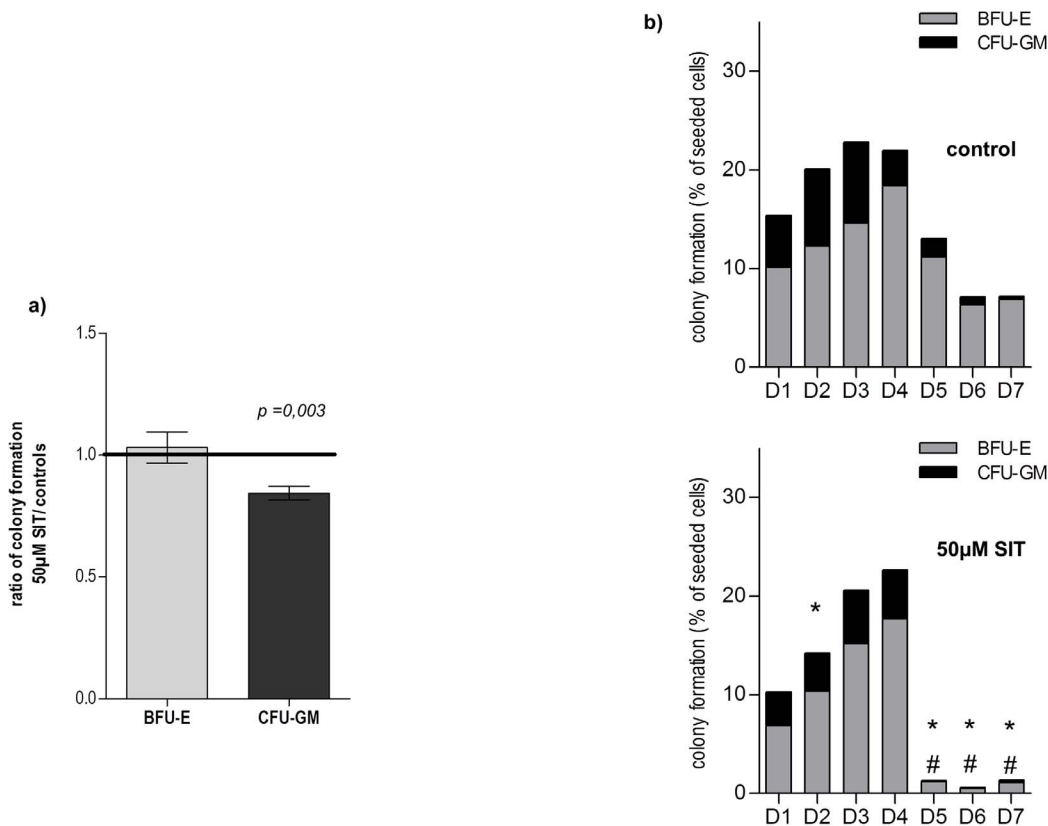 a)
1.5
1.0
0.5
0.0
ratio of colony formation
50µM SIT/ controls
p =0,003
BFU-E
CFU-GM
b)
BFU-E
CFU-GM
control
colony formation (% of seeded cells)
30
20
10
0
D1 D2 D3 D4 D5 D6 D7
BFU-E
CFU-GM
50µM SIT
colony formation (% of seeded cells)
30
20
10
0
*
* * *
# # #
D1 D2 D3 D4 D5 D6 D7